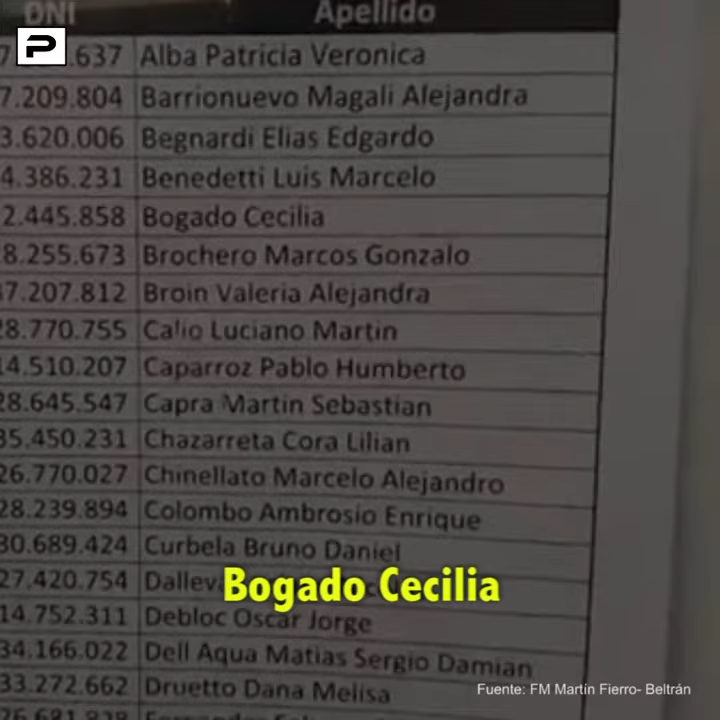 DNI Apellido
P
.637 Alba Patricia Veronica
7.209.804 Barrionuevo Magali Alejandra
3.620.006 Begnardi Elias Edgardo
4.386.231 Benedetti Luis Marcelo
2.445.858 Bogado Cecilia
8.255.673 Brochero Marcos Gonzalo
37.207.812 Broin Valeria Alejandra
28.770.755 Calio Luciano Martin
14.510.207 Caparroz Pablo Humberto
28.645.547 Capra Martin Sebastian
35.450.231 Chazarreta Cora Lilian
26.770.027 Chinellato Marcelo Alejandro
28.239.894 Colombo Ambrosio Enrique
30.689.424 Curbela Bruno Daniel
27.420.754
Bogado Cecilia
14.752.311 Debloc Oscar Jorge
34.166.022 Dell Aqua Matias Sergio Damian
33.272.662 Druetto Dana Melisa
Fuente: FM Martín Fierro- Beltrán